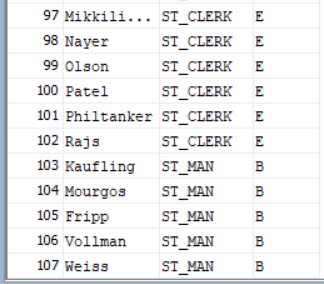 97 Mikkili... ST_CLERK E
98 Nayer ST_CLERK E
99 Olson ST_CLERK E
100 Patel ST_CLERK E
101 Philtanker ST_CLERK E
102 Rajs ST_CLERK E
103 Kaufling ST_MAN B
104 Mourgos ST_MAN B
105 Fripp ST_MAN B
106 Vollman ST_MAN B
107 Weiss ST_MAN B